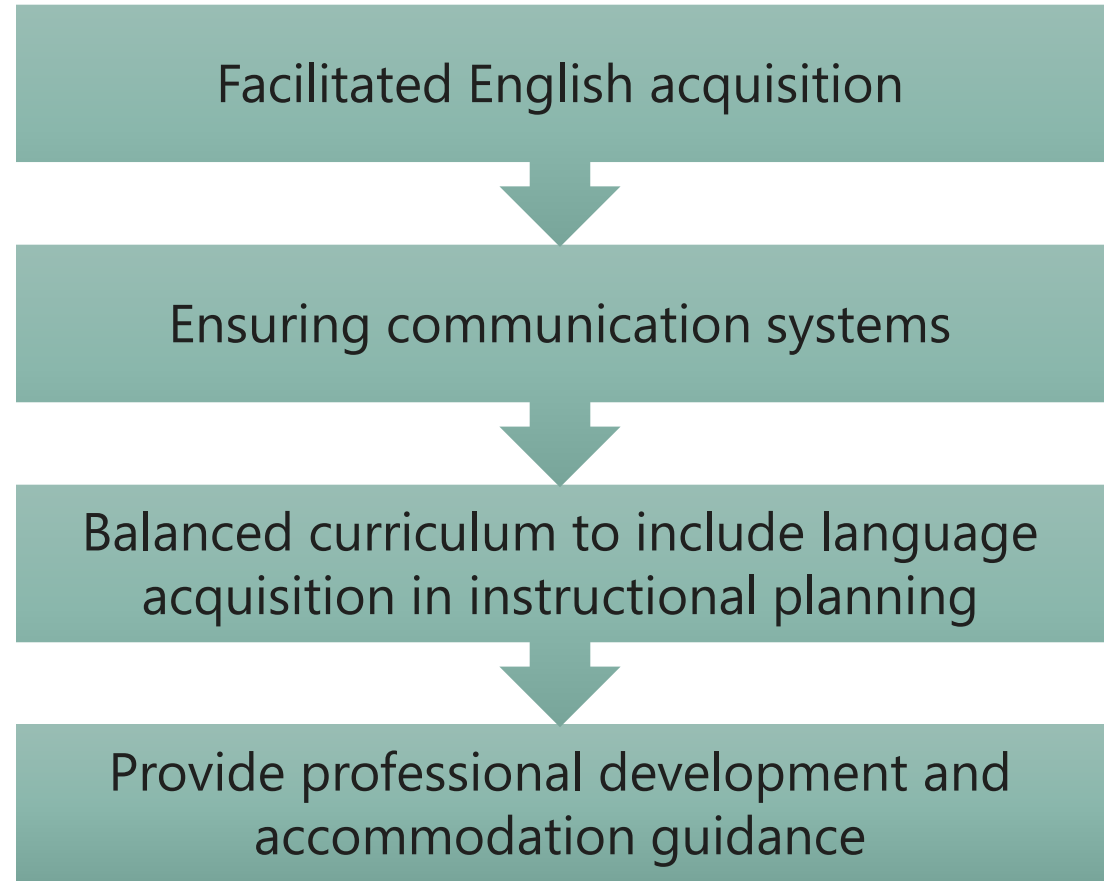 Facilitated English acquisition
Ensuring communication systems
Balanced curriculum to include language
acquisition in instructional planning
Provide professional development and
accommodation guidance